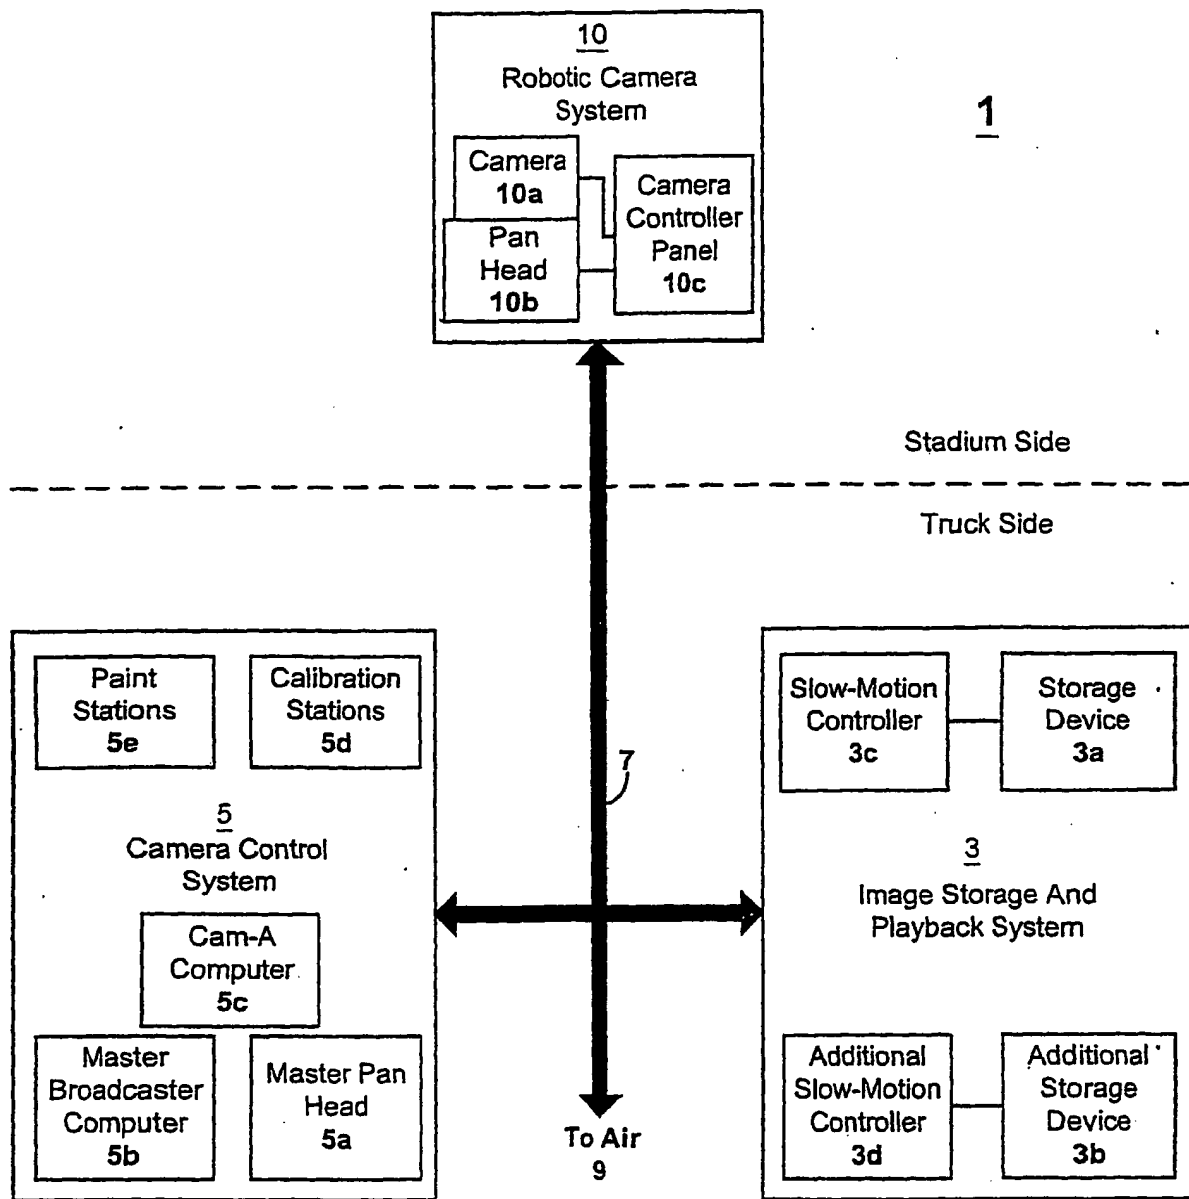 10
Robotic Camera
System
Camera
10a
Pan
Head
10b
Camera
Controller
Panel
10c
1
Stadium Side
Truck Side
Paint
Stations
5e
Calibration
Stations
5d
5
Camera Control
System
Cam-A
Computer
5c
Master
Broadcaster
Computer
5b
Master Pan
Head
5a
7
To Air
9
Slow-Motion
Controller
3c
Storage
Device
3a
3
Image Storage And
Playback System
Additional
Slow-Motion
Controller
3d
Additional
Storage
Device
3b